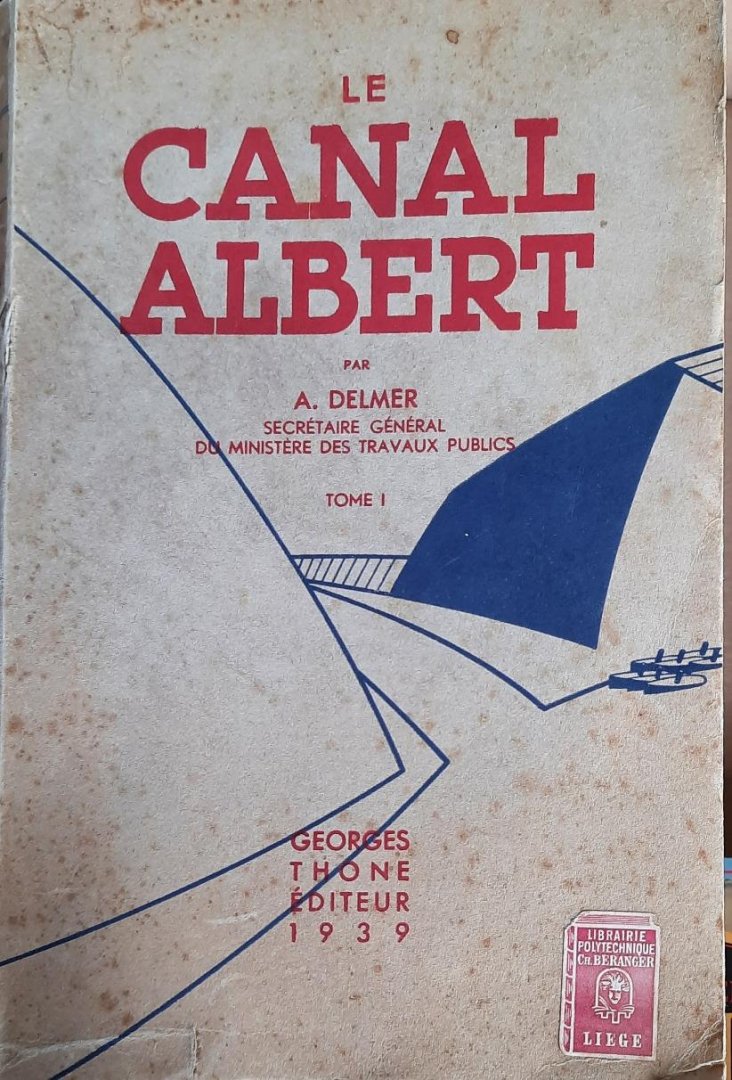 LE
CANAL
ALBERT
PAR
A. DELMER
SECRÉTAIRE GÉNÉRAL
DU MINISTÈRE DES TRAVAUX PUBLICS
TOME I
GEORGES
THONE
ÉDITEUR
1939
LIBRAIRIE
POLYTECHNIQUE
CH. BERANGER
LIEGE